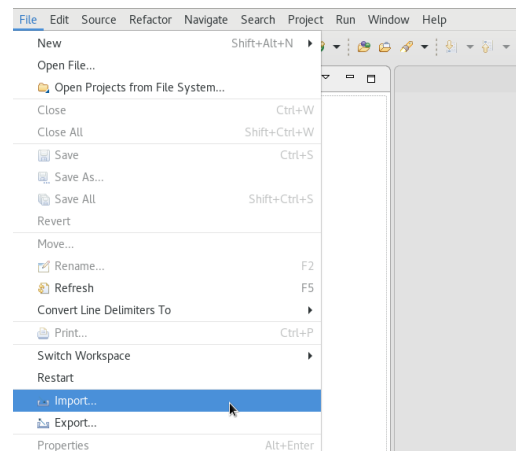 File Edit Source Refactor Navigate Search Project Run Window Help
New Shift+Alt+N
Open File...
Open Projects from File System...
Close Ctrl+W
Close All Shift+Ctrl+W
Save Ctrl+S
Save As...
Save All Shift+Ctrl+S
Revert
Move...
Rename... F2
Refresh F5
Convert Line Delimiters To
Print... Ctrl+P
Switch Workspace
Restart
Import...
Export...
Properties Alt+Enter